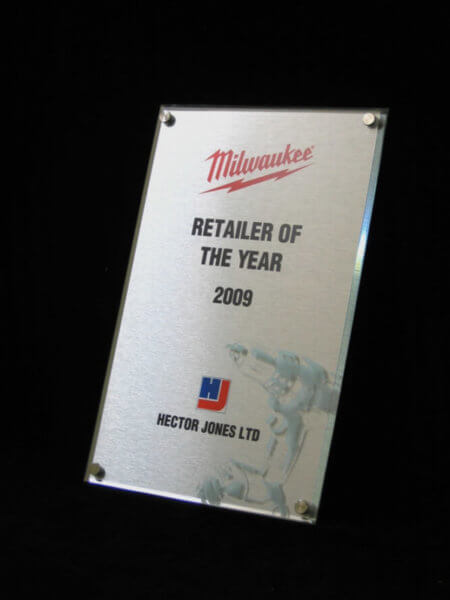 Milwaukee
RETAILER OF
THE YEAR
2009
HJ
HECTOR JONES LTD